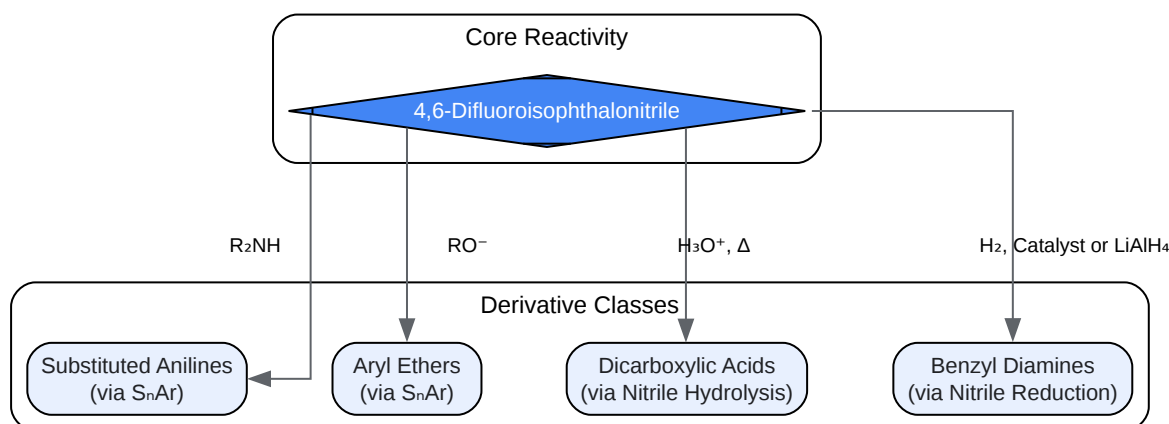 Core Reactivity
4,6-Difluoroisophthalonitrile
R₂NH
RO⁻
H₃O⁺, Δ
H₂, Catalyst or LiAlH₄
Derivative Classes
Substituted Anilines
(via SₙAr)
Aryl Ethers
(via SₙAr)
Dicarboxylic Acids
(via Nitrile Hydrolysis)
Benzyl Diamines
(via Nitrile Reduction)